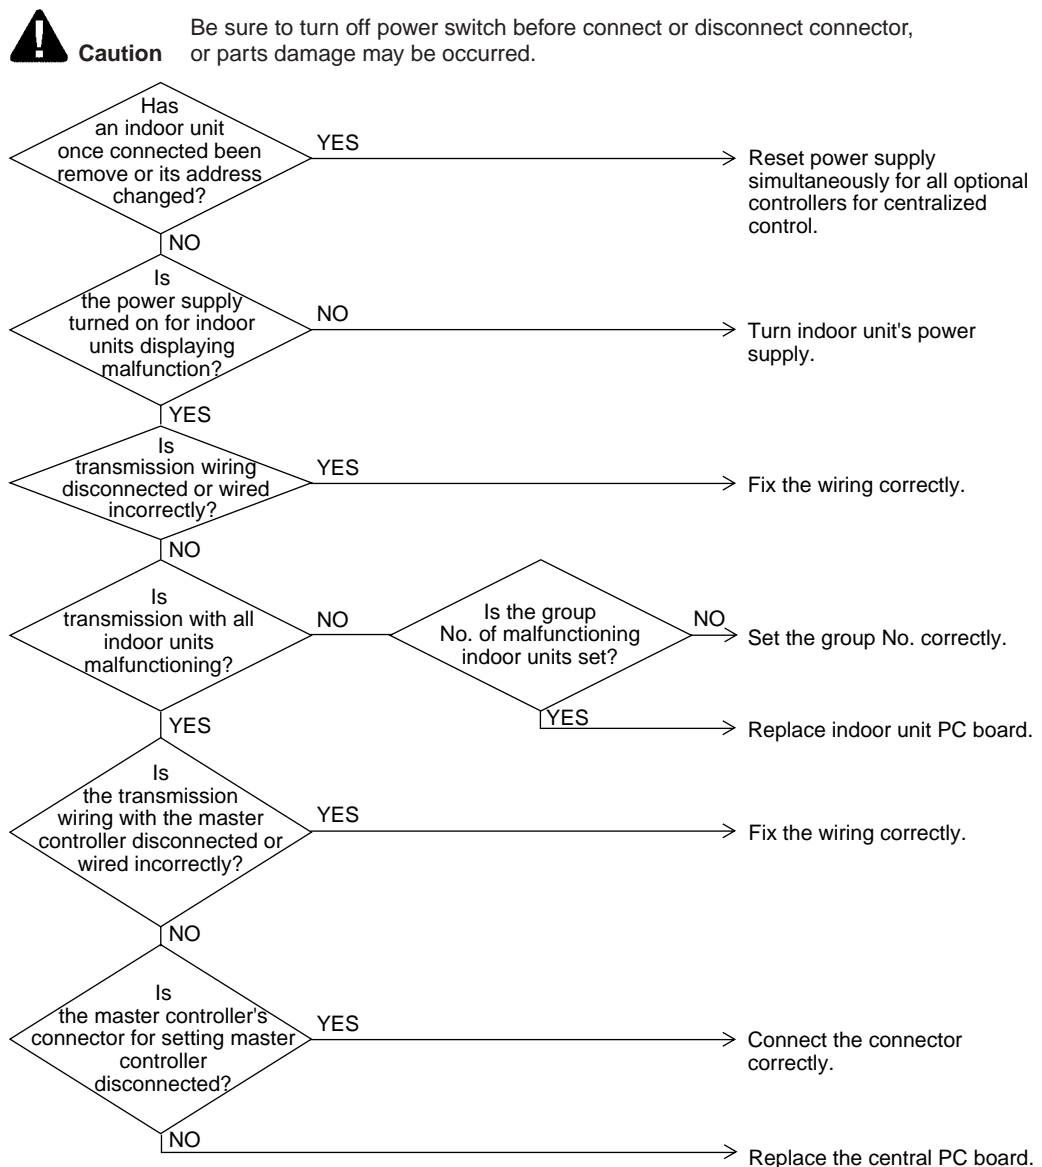 Be sure to turn off power switch before connect or disconnect connector,
Caution or parts damage may be occurred.
Has
an indoor unit
once connected been
remove or its address
changed?
YES
Reset power supply
simultaneously for all optional
controllers for centralized
control.
NO
Is
the power supply
turned on for indoor
units displaying
malfunction?
NO
Turn indoor unit's power
supply.
YES
Is
transmission wiring
disconnected or wired
incorrectly?
YES
Fix the wiring correctly.
NO
Is
transmission with all
indoor units
malfunctioning?
NO
Is the group
No. of malfunctioning
indoor units set?
NO
Set the group No. correctly.
YES
Replace indoor unit PC board.
YES
Is
the transmission
wiring with the master
controller disconnected or
wired incorrectly?
YES
Fix the wiring correctly.
NO
Is
the master controller's
connector for setting master
controller
disconnected?
YES
Connect the connector
correctly.
NO
Replace the central PC board.